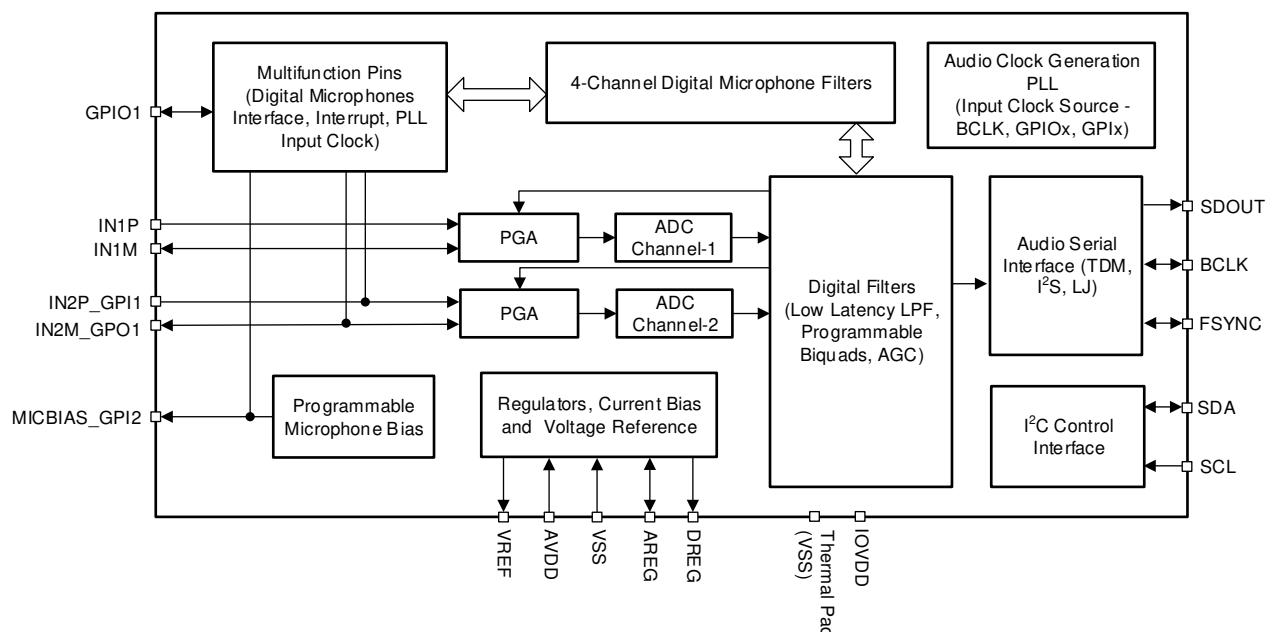 Multifunction Pins
(Digital Microphones
Interface, Interrupt, PLL
Input Clock)
4-Channel Digital Microphone Filters
Audio Clock Generation
PLL
(Input Clock Source -
BCLK, GPIOx, GPIx)
GPIO1
IN1P
IN1M
IN2P_GPI1
IN2M_GPO1
MICBIAS_GPI2
PGA
ADC
Channel-1
PGA
ADC
Channel-2
Digital Filters
(Low Latency LPF,
Programmable
Biquads, AGC)
Audio Serial
Interface (TDM,
I²S, LJ)
SDOUT
BCLK
FSYNC
Programmable
Microphone Bias
Regulators, Current Bias
and Voltage Reference
I²C Control
Interface
SDA
SCL
VREF
AVDD
VSS
AREG
DREG
Thermal Pad
(VSS)
IOVDD